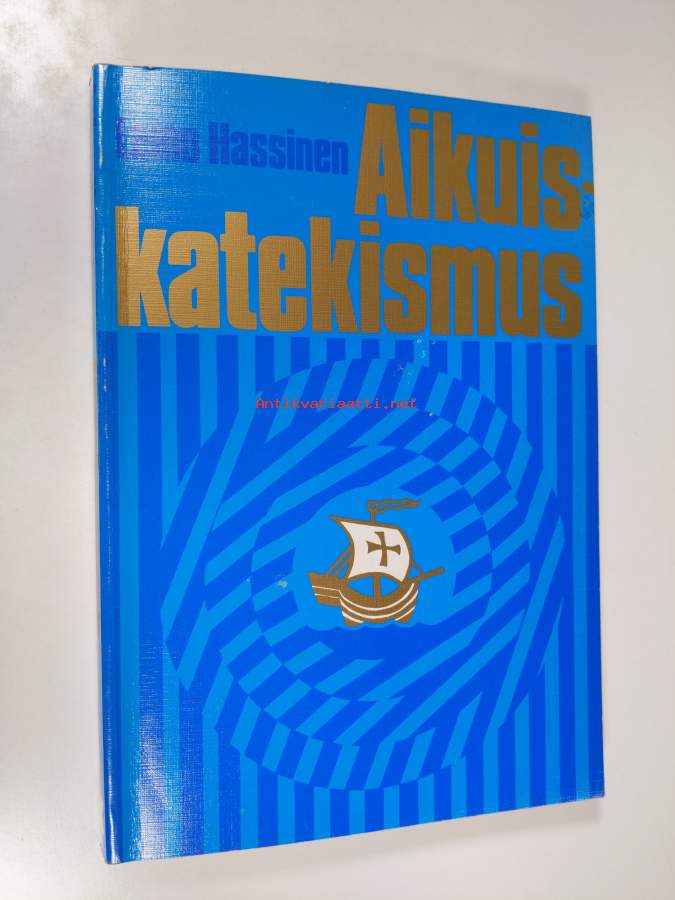 Hassinen
Aikuis-
katekismus
Antikvariaatti.net